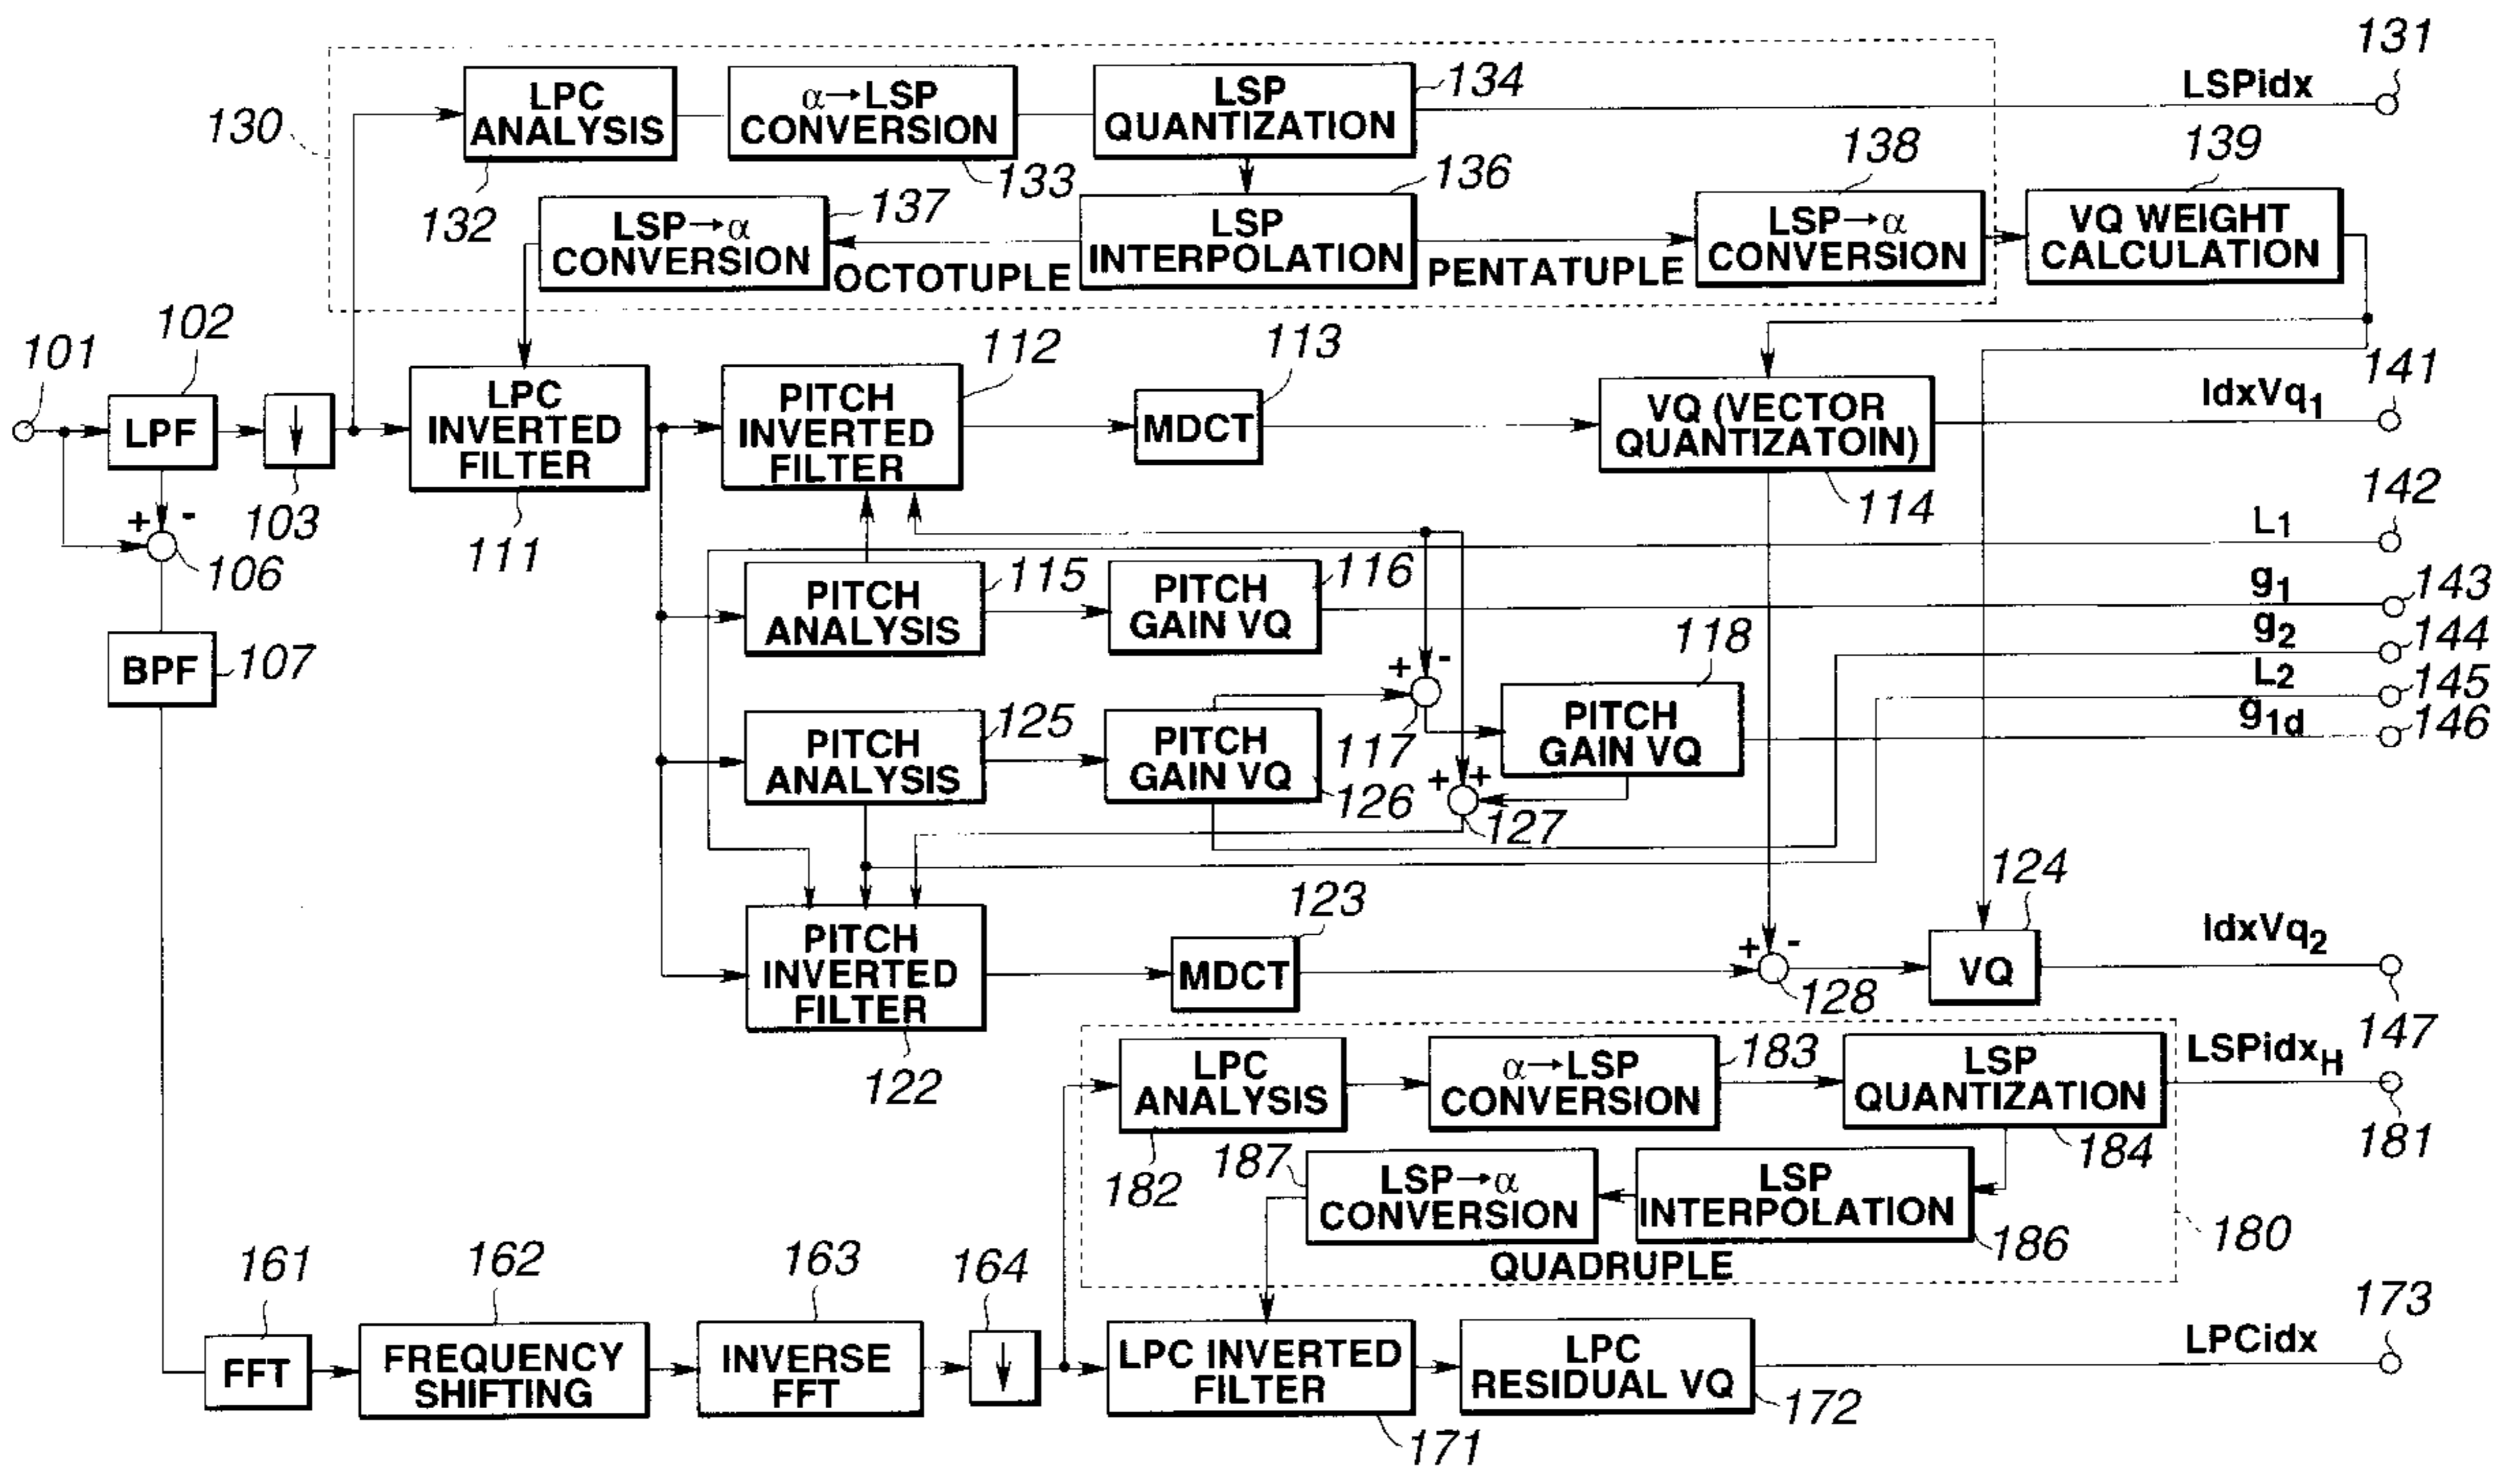 131
LSPidx
130
LPC
ANALYSIS
132
α→LSP
CONVERSION
133
LSP
QUANTIZATION
134
138
139
137
LSP→α
CONVERSION
OCTOTUPLE
136
LSP
INTERPOLATION
PENTATUPLE
LSP→α
CONVERSION
VQ WEIGHT
CALCULATION
101
102
LPF
↓
103
+ -
106
LPC
INVERTED
FILTER
111
112
PITCH
INVERTED
FILTER
113
MDCT
VQ (VECTOR
QUANTIZATOIN)
114
141
IdxVq1
142
L1
107
BPF
115
PITCH
ANALYSIS
116
PITCH
GAIN VQ
g1
143
g2
144
L2
145
g1d
146
+ -
117
118
PITCH
GAIN VQ
125
PITCH
ANALYSIS
PITCH
GAIN VQ
126
+ +
127
PITCH
INVERTED
FILTER
122
123
MDCT
+ -
128
124
VQ
IdxVq2
147
LPC
ANALYSIS
182
α→LSP
CONVERSION
183
LSP
QUANTIZATION
184
LSPidxH
181
187
LSP→α
CONVERSION
LSP
INTERPOLATION
186
180
QUADRUPLE
161
FFT
162
FREQUENCY
SHIFTING
163
INVERSE
FFT
164
↓
LPC INVERTED
FILTER
171
LPC
RESIDUAL VQ
172
173
LPCidx